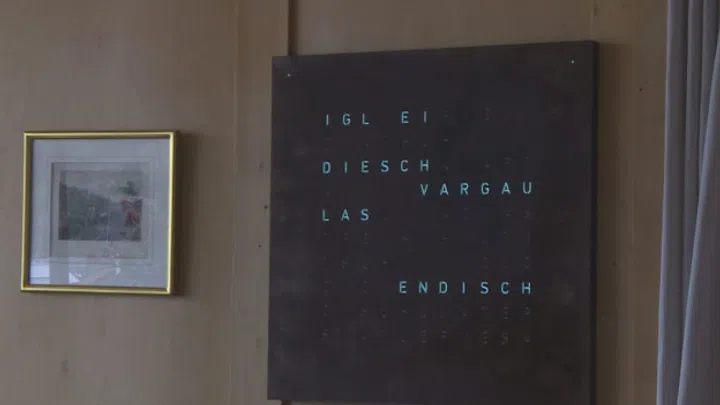 IGL EI
DIESCH
VARGAU
LAS
ENDISCH